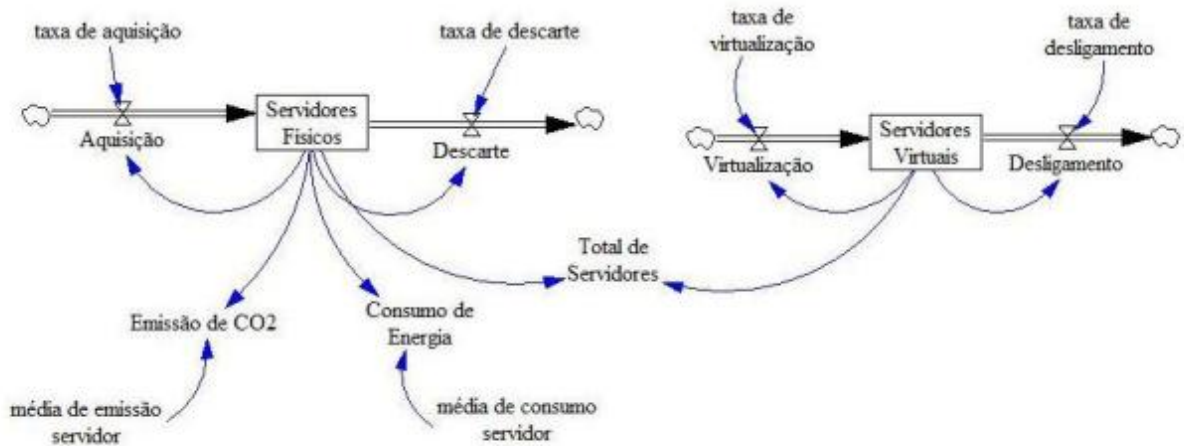 taxa de aquisição
taxa de descarte
taxa de
virtualização
taxa de
desligamento
Servidores
Fisicos
Aquisição
Descarte
Servidores
Virtuais
Virtualização
Desligamento
Total de
Servidores
Emissão de CO2
Consumo de
Energia
média de emissão
servidor
média de consumo
servidor